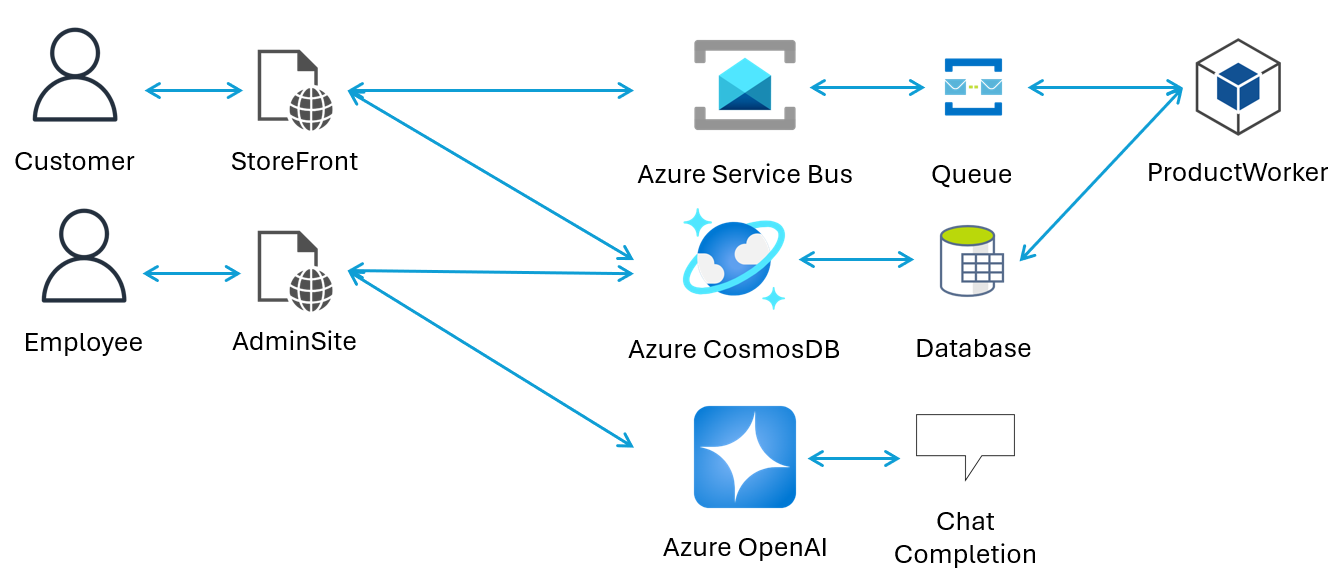 Customer
StoreFront
Azure Service Bus
Queue
ProductWorker
Employee
AdminSite
Azure CosmosDB
Database
Azure OpenAI
Chat
Completion